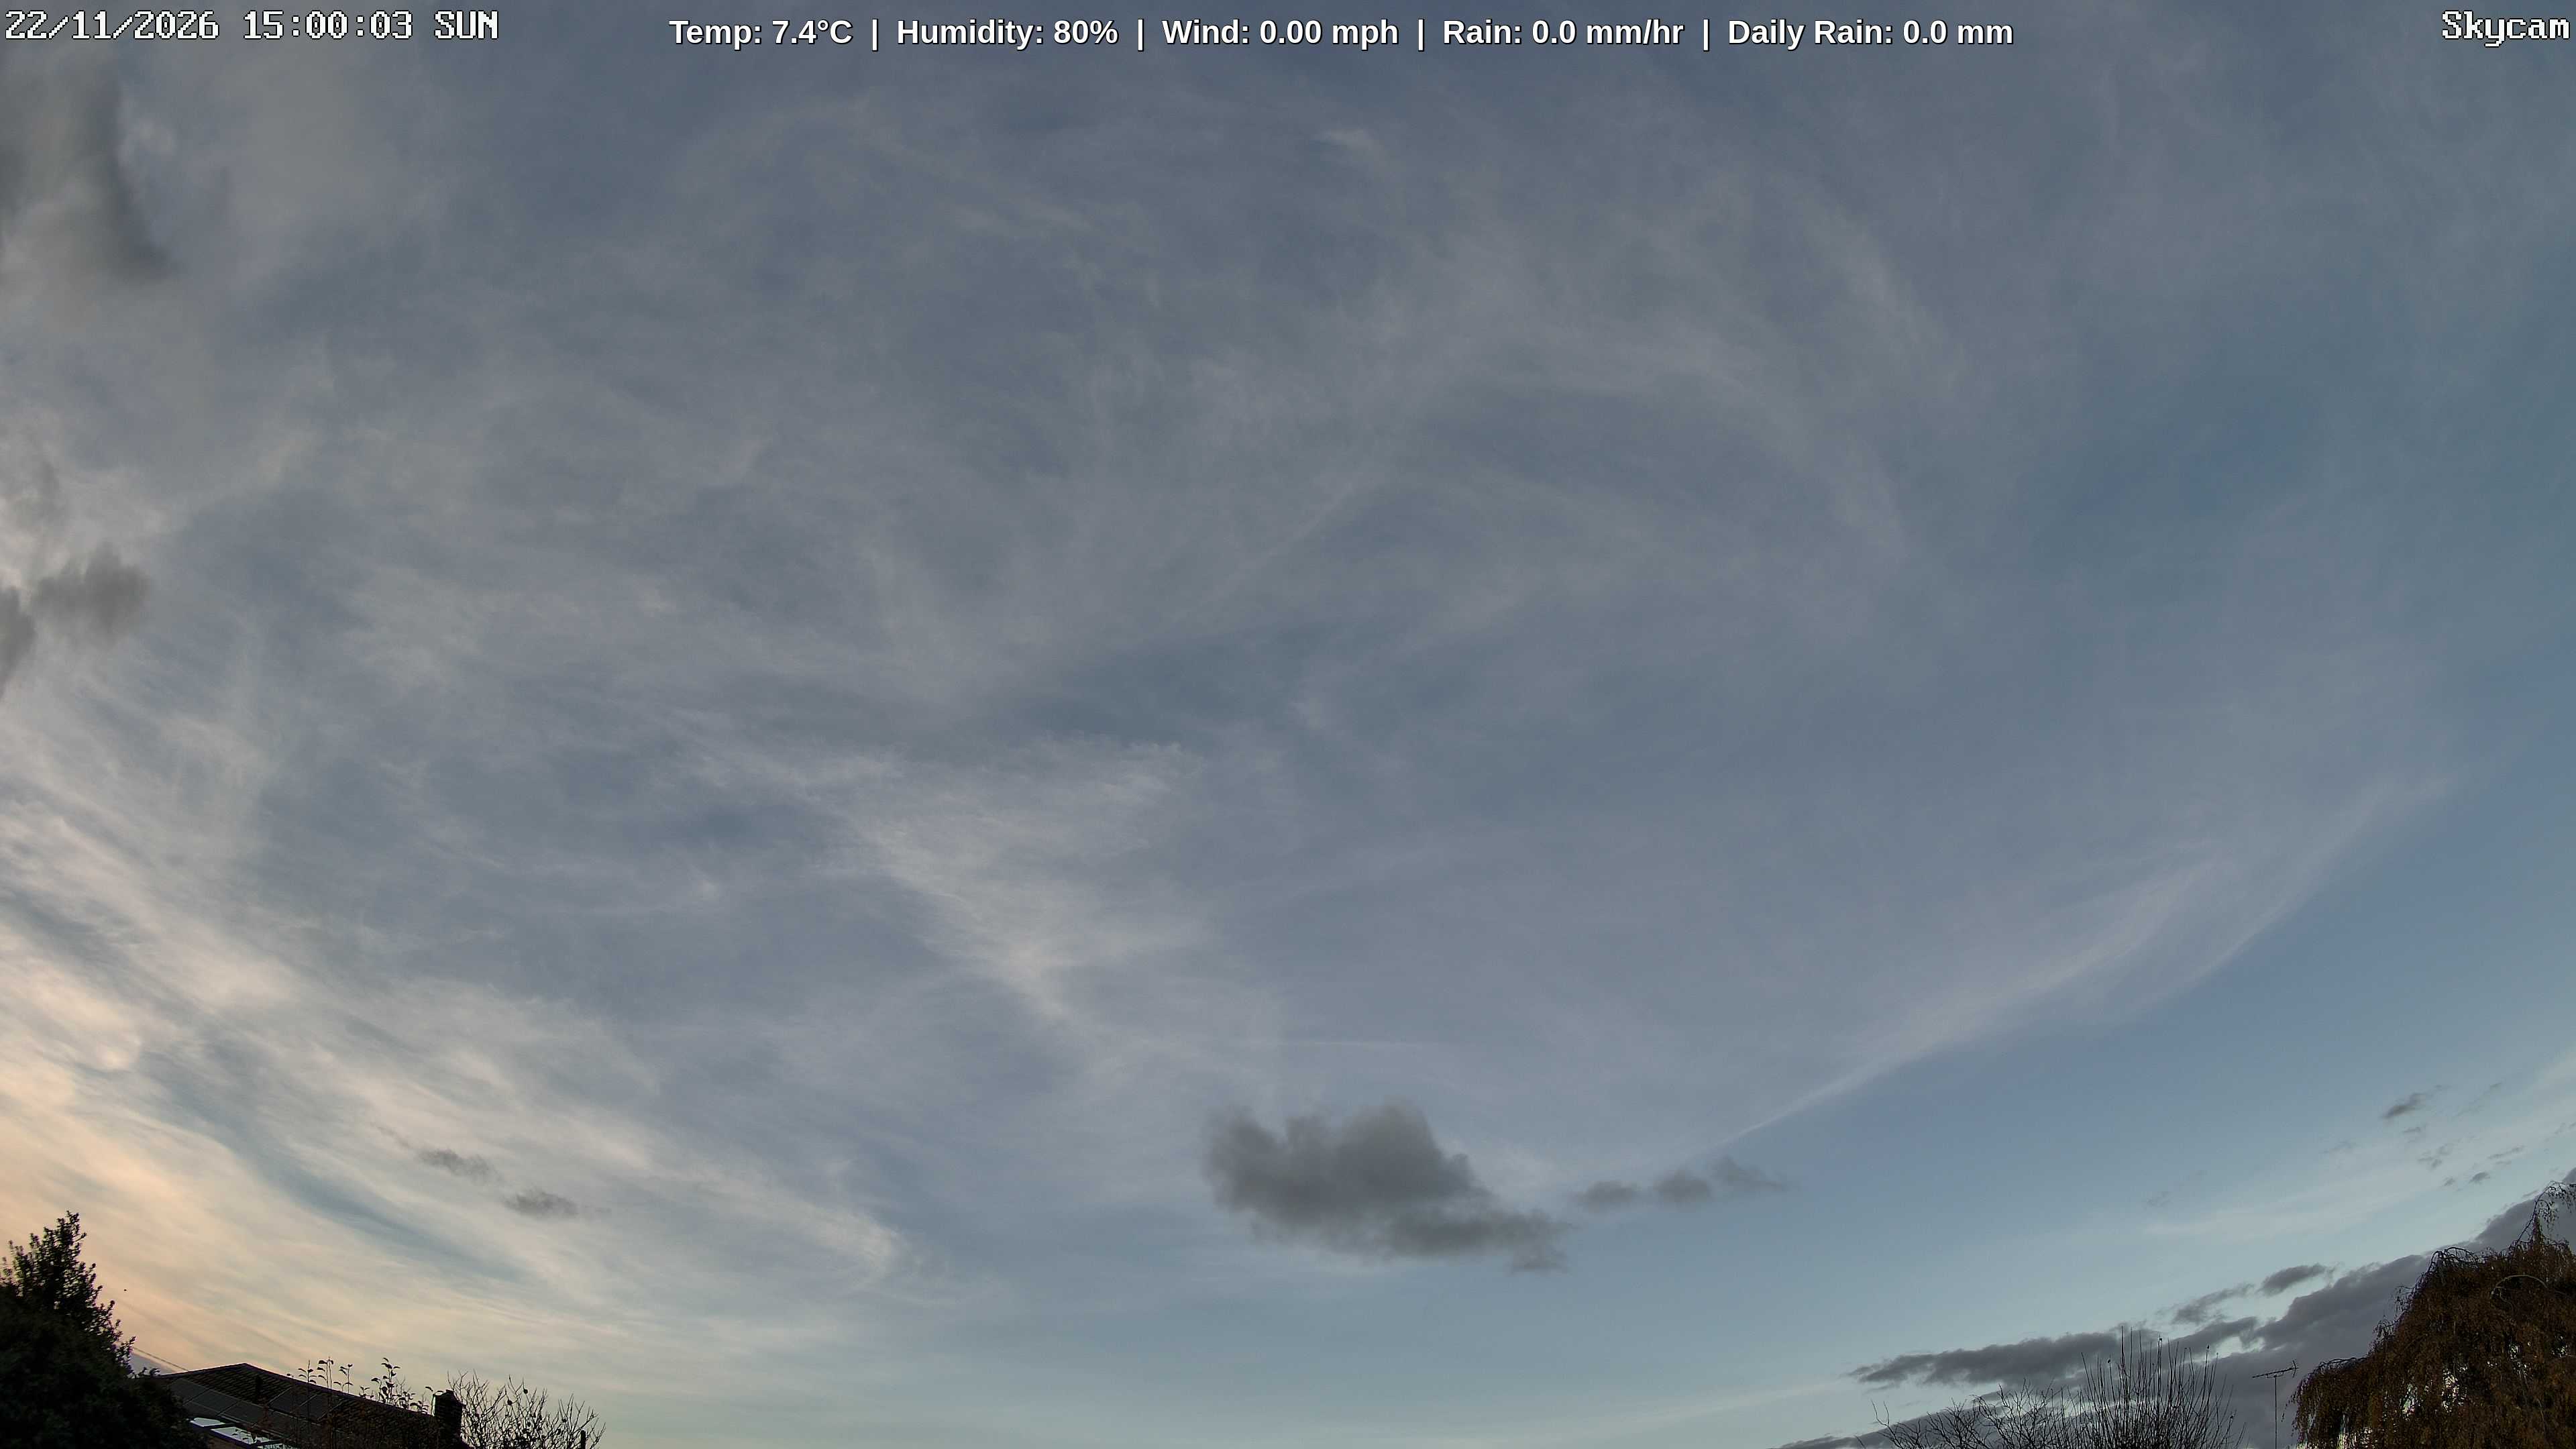 22/11/2026 15:00:03 SUN
Temp: 7.4°C | Humidity: 80% | Wind: 0.00 mph | Rain: 0.0 mm/hr | Daily Rain: 0.0 mm
Skycam